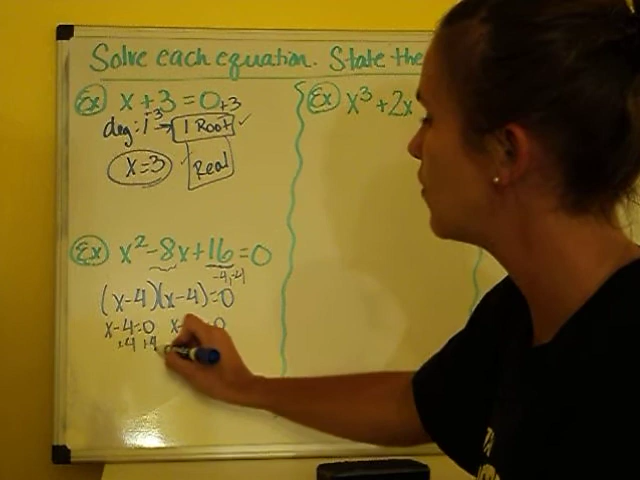 Solve each equation. State the
Ex x + 3 = 0 +3
-3
deg: 1 → 1 Root ✓
x = 3 Real
Ex x² - 8x + 16 = 0
-4, -4
(x-4)(x-4)=0
x-4=0 x- 0
+4 +4
Ex x³ + 2x